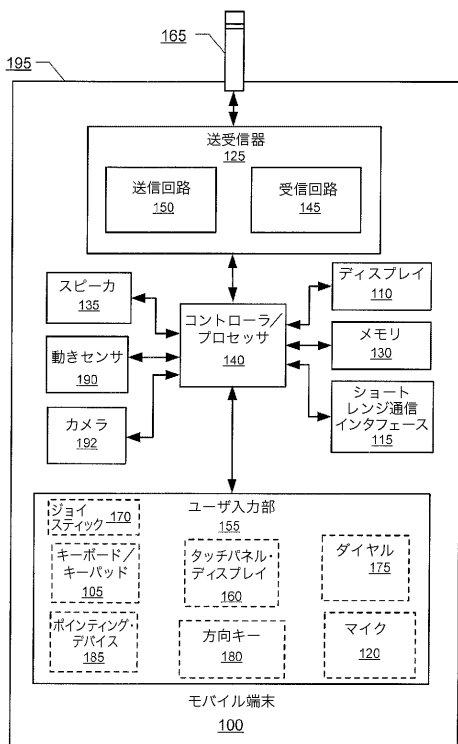 165
195
送受信器
125
送信回路
150
受信回路
145
スピーカ
135
動きセンサ
190
カメラ
192
コントローラ/
プロセッサ
140
ディスプレイ
110
メモリ
130
ショート
レンジ通信
インタフェース
115
ユーザ入力部
155
ジョイ
スティック 170
キーボード/
キーパッド
105
タッチパネル・
ディスプレイ
160
ダイヤル
175
ポインティング・
デバイス
185
方向キー
180
マイク
120
モバイル端末
100